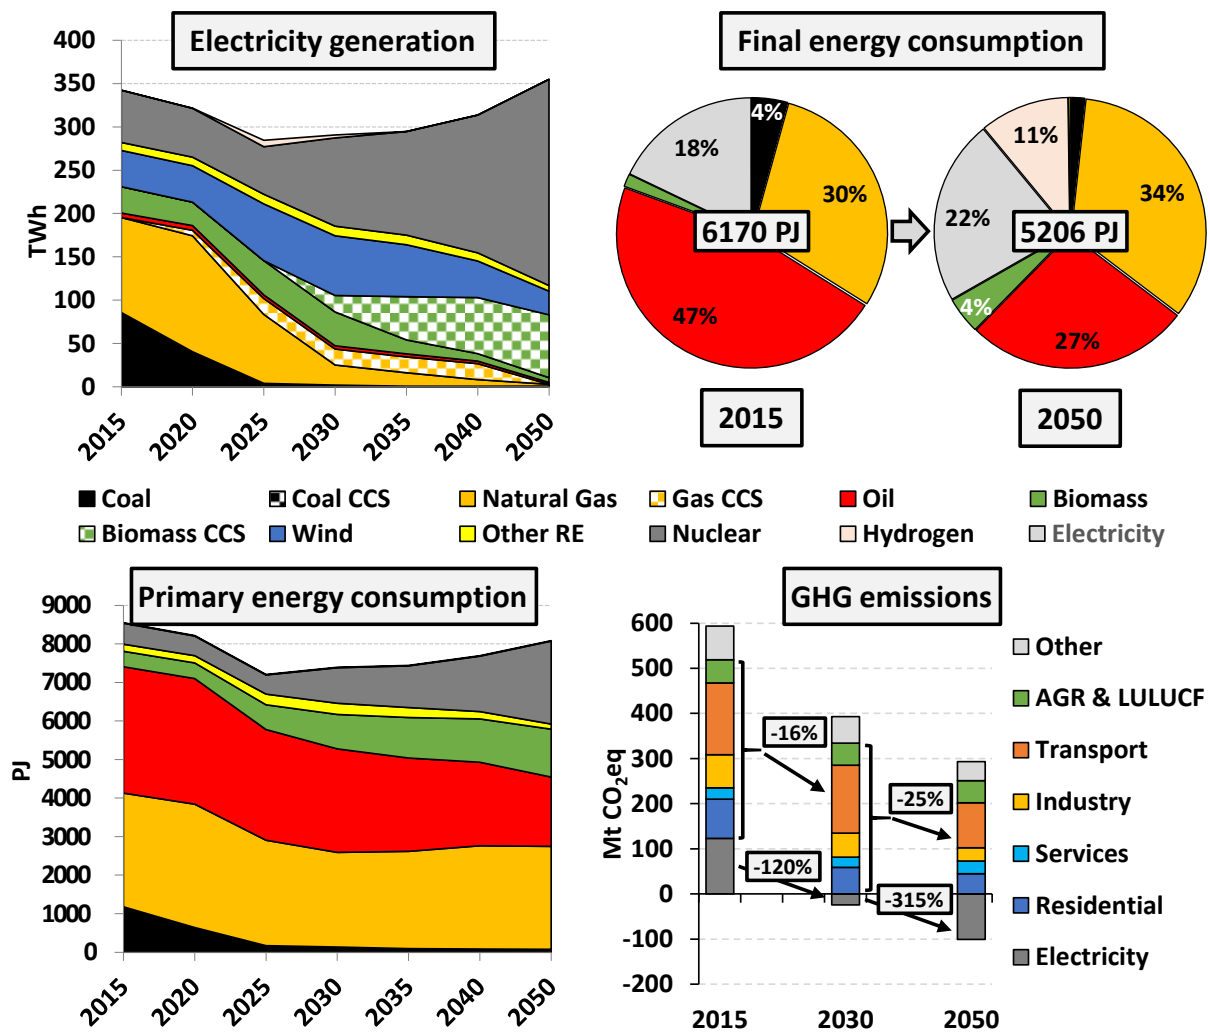 Electricity generation
Final energy consumption
400
350
300
250
200
150
100
50
0
TWh
2015
2020
2025
2030
2035
2040
2050
4%
18%
30%
6170 PJ
47%
2015
11%
34%
22%
5206 PJ
4%
27%
2050
Coal
Coal CCS
Natural Gas
Gas CCS
Oil
Biomass
Biomass CCS
Wind
Other RE
Nuclear
Hydrogen
Electricity
Primary energy consumption
9000
8000
7000
6000
5000
4000
3000
2000
1000
0
PJ
2015
2020
2025
2030
2035
2040
2050
GHG emissions
600
500
400
300
200
100
0
-100
-200
Mt CO₂eq
-16%
-25%
-120%
-315%
2015
2030
2050
Other
AGR & LULUCF
Transport
Industry
Services
Residential
Electricity